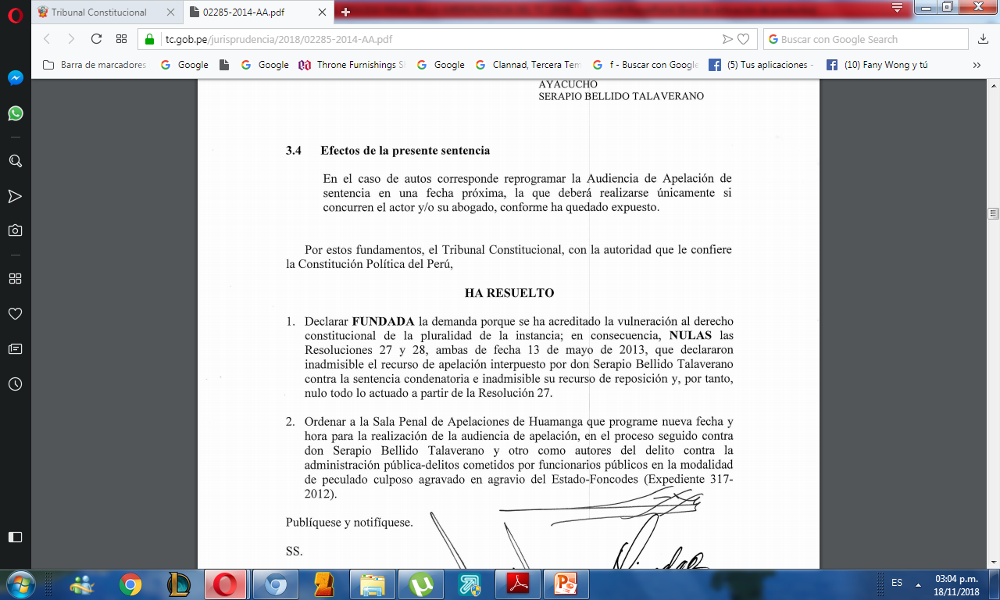 Tribunal Constitucional
02285-2014-AA.pdf
tc.gob.pe/jurisprudencia/2018/02285-2014-AA.pdf
Buscar con Google Search
Barra de marcadores
Google
Google
Throne Furnishings S
Google
Clannad, Tercera Tem
f - Buscar con Google
(5) Tus aplicaciones -
(10) Fany Wong y tú
AYACUCHO
SERAPIO BELLIDO TALAVERANO
3.4 Efectos de la presente sentencia
En el caso de autos corresponde reprogramar la Audiencia de Apelación de
sentencia en una fecha próxima, la que deberá realizarse únicamente si
concurren el actor y/o su abogado, conforme ha quedado expuesto.
Por estos fundamentos, el Tribunal Constitucional, con la autoridad que le confiere
la Constitución Política del Perú,
HA RESUELTO
1. Declarar FUNDADA la demanda porque se ha acreditado la vulneración al derecho
constitucional de la pluralidad de la instancia; en consecuencia, NULAS las
Resoluciones 27 y 28, ambas de fecha 13 de mayo de 2013, que declararon
inadmisible el recurso de apelación interpuesto por don Serapio Bellido Talaverano
contra la sentencia condenatoria e inadmisible su recurso de reposición y, por tanto,
nulo todo lo actuado a partir de la Resolución 27.
2. Ordenar a la Sala Penal de Apelaciones de Huamanga que programe nueva fecha y
hora para la realización de la audiencia de apelación, en el proceso seguido contra
don Serapio Bellido Talaverano y otro como autores del delito contra la
administración pública-delitos cometidos por funcionarios públicos en la modalidad
de peculado culposo agravado en agravio del Estado-Foncodes (Expediente 317-
2012).
Publíquese y notifíquese.
SS.
ES
03:04 p.m.
18/11/2018